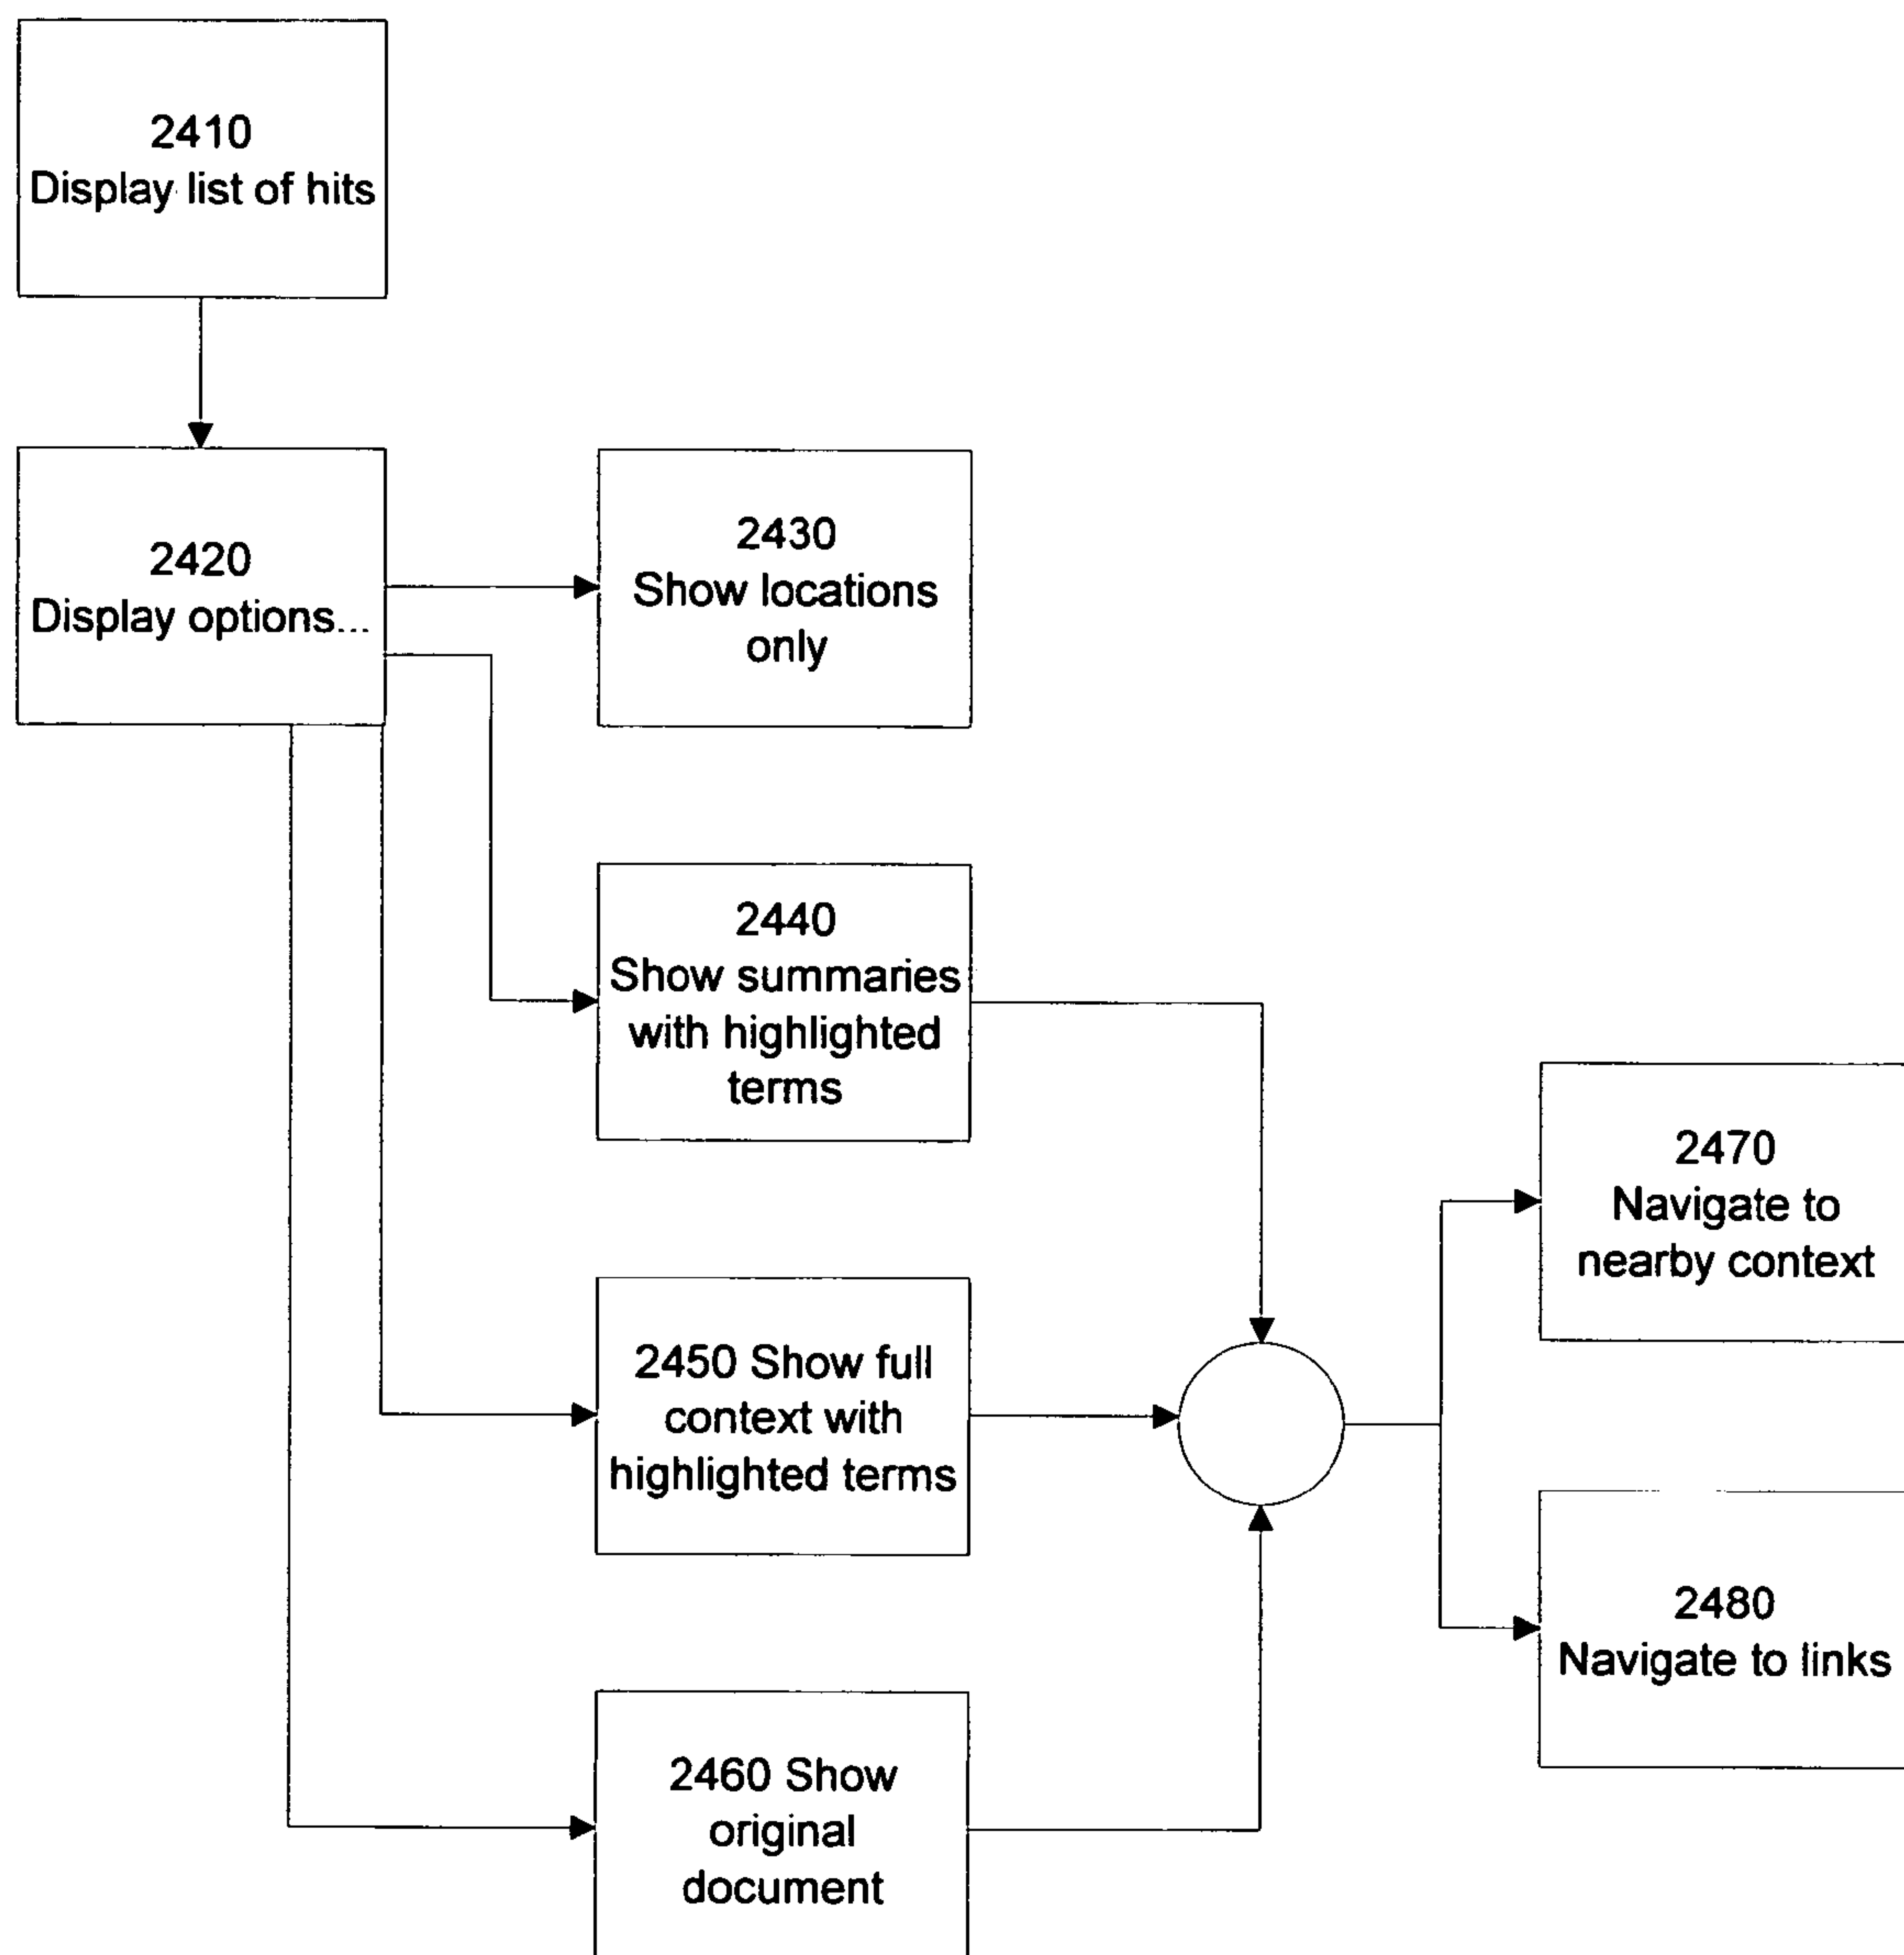 2410
Display list of hits
2420
Display options...
2430
Show locations
only
2440
Show summaries
with highlighted
terms
2450 Show full
context with
highlighted terms
2460 Show
original
document
2470
Navigate to
nearby context
2480
Navigate to links